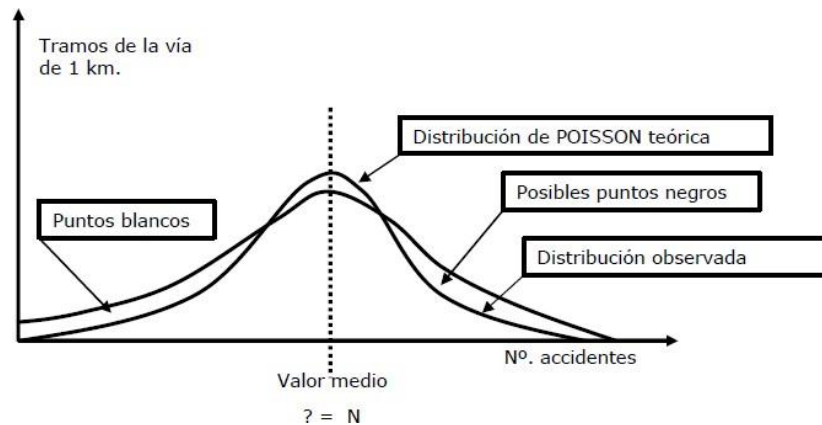 Tramos de la vía
de 1 km.
Distribución de POISSON teórica
Posibles puntos negros
Puntos blancos
Distribución observada
Nº. accidentes
Valor medio
? = N